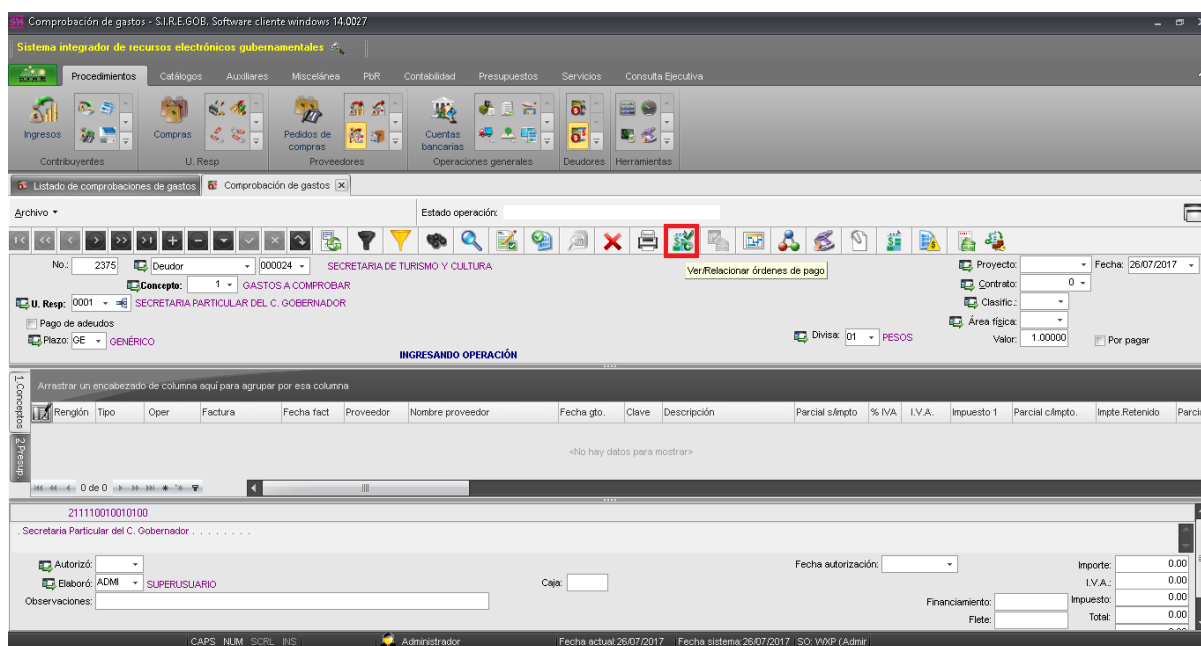 Comprobación de gastos - S.I.R.E.GOB. Software cliente windows 14.0027
Sistema integrador de recursos electrónicos gubernamentales
Procedimientos Catálogos Auxiliares Miscelánea PbR Contabilidad Presupuestos Servicios Consulta Ejecutiva
Ingresos Compras Pedidos de compras Cuentas bancarias
Contribuyentes U. Resp Proveedores Operaciones generales Deudores Herramientas
Listado de comprobaciones de gastos Comprobación de gastos
Archivo Estado operación:
Ver/Relacionar órdenes de pago
No.: 2375 Deudor 000024 SECRETARIA DE TURISMO Y CULTURA Proyecto: Fecha: 26/07/2017
Concepto: 1 GASTOS A COMPROBAR Contrato: 0
U. Resp: 0001 SECRETARIA PARTICULAR DEL C. GOBERNADOR Clasific.:
Pago de adeudos Área física:
Plazo: GE GENÉRICO Divisa: 01 PESOS Valor: 1.00000 Por pagar
INGRESANDO OPERACIÓN
1.Conceptos
2.Presup.
Arrastrar un encabezado de columna aquí para agrupar por esa columna
Renglón Tipo Oper Factura Fecha fact Proveedor Nombre proveedor Fecha gto. Clave Descripción Parcial s/impto % IVA I.V.A. Impuesto 1 Parcial c/impto. Impte.Retenido Parci
<No hay datos para mostrar>
0 de 0
211110010010100
. Secretaria Particular del C. Gobernador . . . . . . . .
Autorizó: Fecha autorización: Importe: 0.00
Elaboró: ADMI SUPERUSUARIO Caja: I.V.A.: 0.00
Observaciones: Financiamiento: Impuesto: 0.00
Flete: Total: 0.00
CAPS NUM SCRL INS Administrador Fecha actual:26/07/2017 Fecha sistema:26/07/2017 SO: WXP (Admir